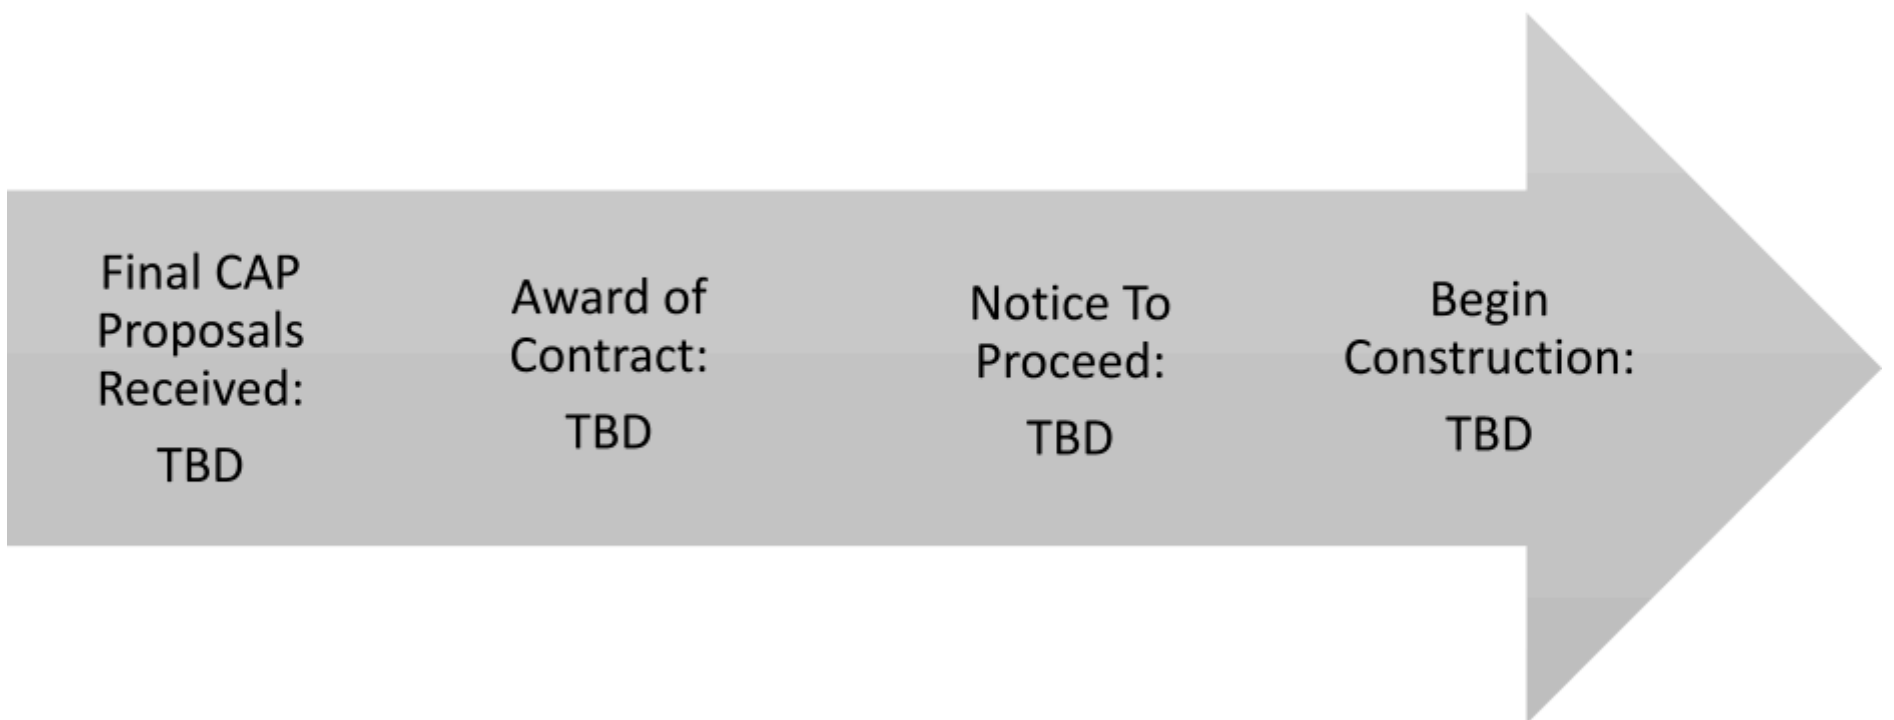 Final CAP
Proposals
Received:
TBD
Award of
Contract:
TBD
Notice To
Proceed:
TBD
Begin
Construction:
TBD